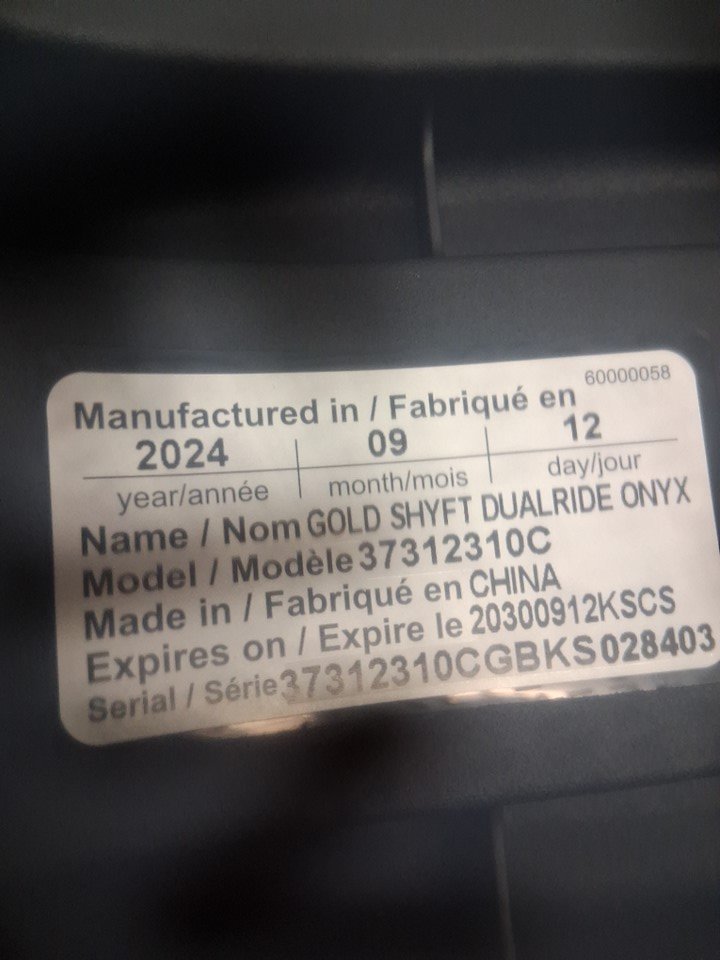 60000058
Manufactured in / Fabriqué en
2024 09 12
year/année month/mois day/jour
Name / Nom GOLD SHYFT DUALRIDE ONYX
Model / Modèle 37312310C
Made in / Fabriqué en CHINA
Expires on / Expire le 20300912KSCS
Serial / Série 37312310CGBKS028403